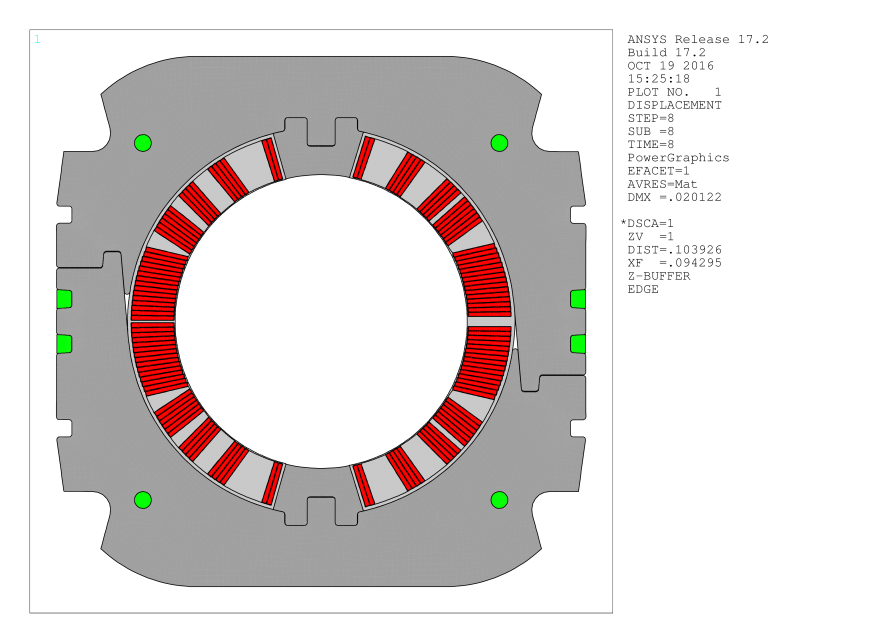 1
ANSYS Release 17.2
Build 17.2
OCT 19 2016
15:25:18
PLOT NO.   1
DISPLACEMENT
STEP=8
SUB =8
TIME=8
PowerGraphics
EFACET=1
AVRES=Mat
DMX =.020122
*DSCA=1
ZV  =1
DIST=.103926
XF  =.094295
Z-BUFFER
EDGE